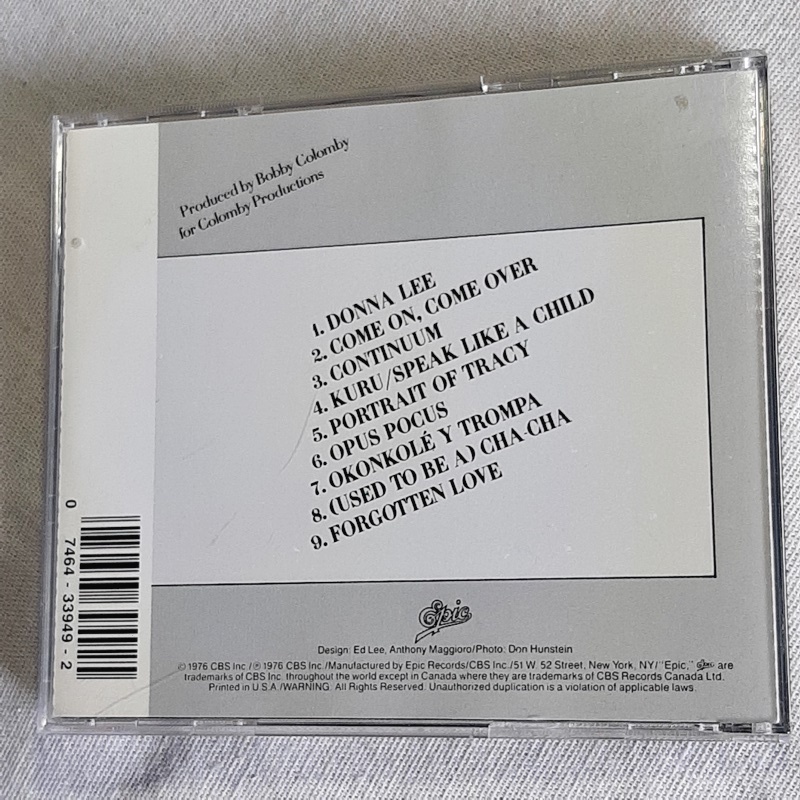 Produced by Bobby Colomby
for Colomby Productions
1. DONNA LEE
2. COME ON, COME OVER
3. CONTINUUM
4. KURU/SPEAK LIKE A CHILD
5. PORTRAIT OF TRACY
6. OPUS POCUS
7. OKONKOLÉ Y TROMPA
8. (USED TO BE A) CHA-CHA
9. FORGOTTEN LOVE
0 7464-33949-2
Epic
Design: Ed Lee, Anthony Maggioro/Photo: Don Hunstein
© 1976 CBS Inc./℗ 1976 CBS Inc./Manufactured by Epic Records/CBS Inc./51 W. 52 Street, New York, NY/"Epic," Epic are
trademarks of CBS Inc. throughout the world except in Canada where they are trademarks of CBS Records Canada Ltd.
Printed in U.S.A./WARNING. All Rights Reserved. Unauthorized duplication is a violation of applicable laws.